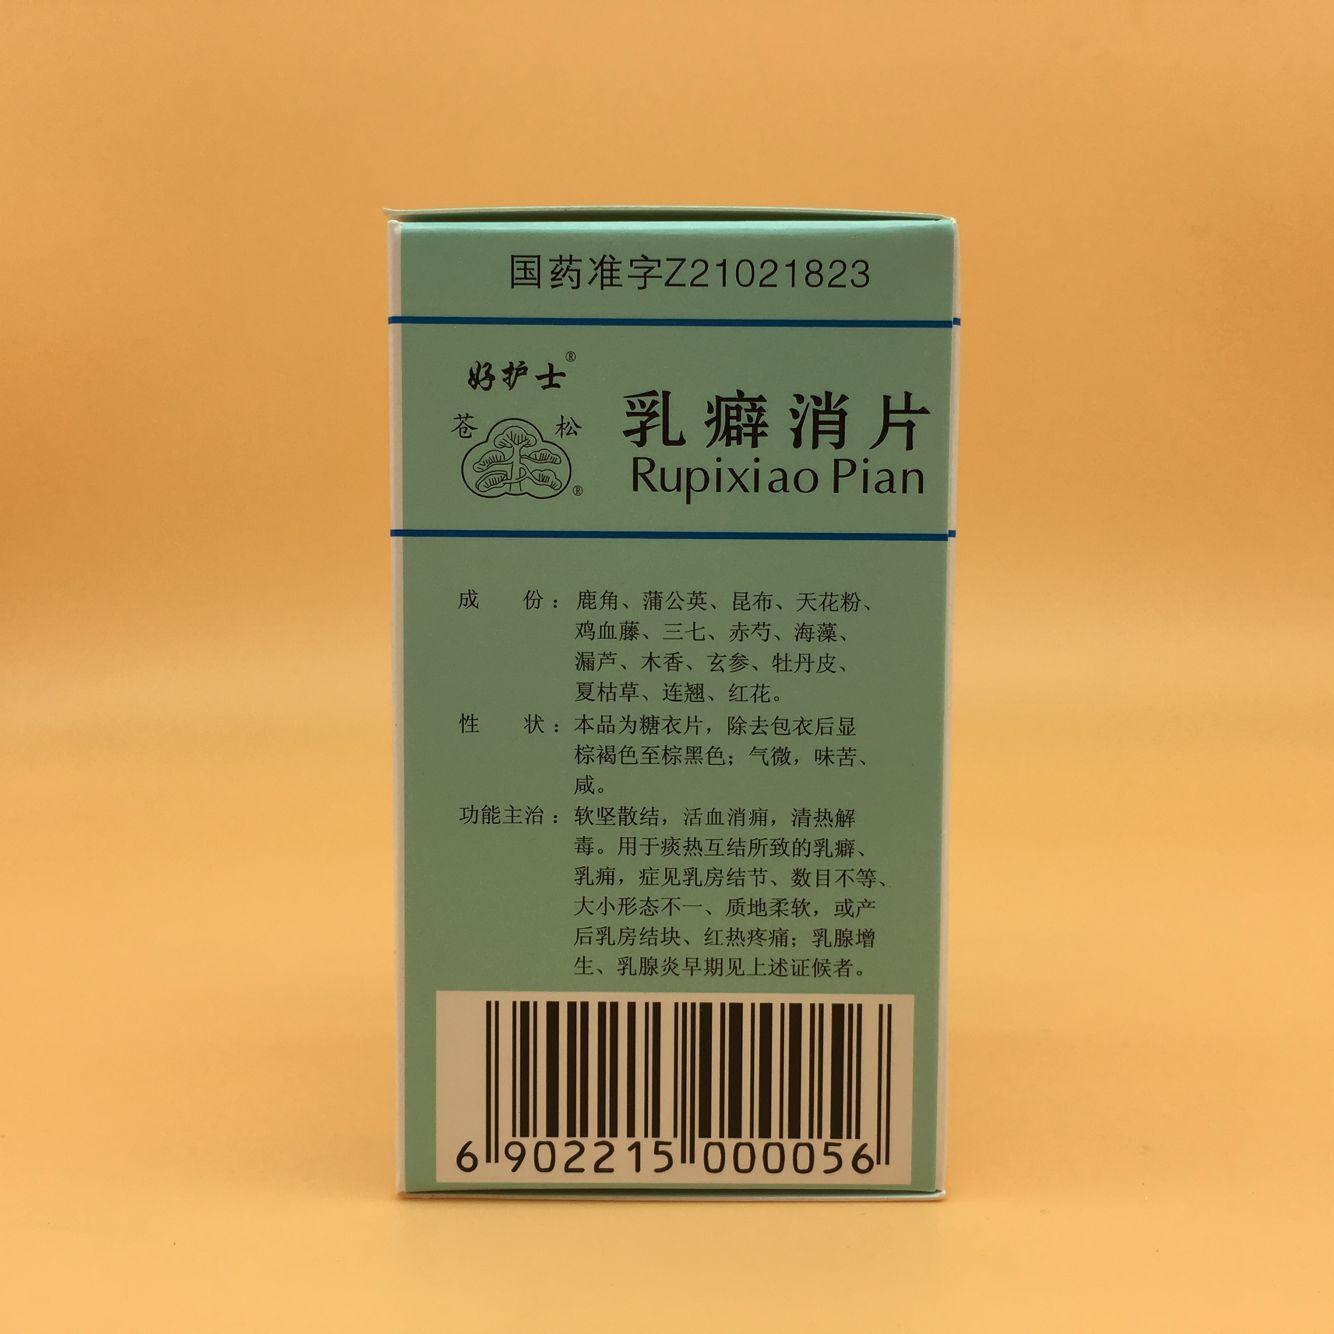 国药准字Z21021823
好护士®
苍松®
乳癖消片
Rupixiao Pian
成份：鹿角、蒲公英、昆布、天花粉、
鸡血藤、三七、赤芍、海藻、
漏芦、木香、玄参、牡丹皮、
夏枯草、连翘、红花。
性状：本品为糖衣片，除去包衣后显
棕褐色至棕黑色；气微，味苦、
咸。
功能主治：软坚散结，活血消痈，清热解
毒。用于痰热互结所致的乳癖、
乳痈，症见乳房结节、数目不等、
大小形态不一、质地柔软，或产
后乳房结块、红热疼痛；乳腺增
生、乳腺炎早期见上述证候者。
6 902215 000056